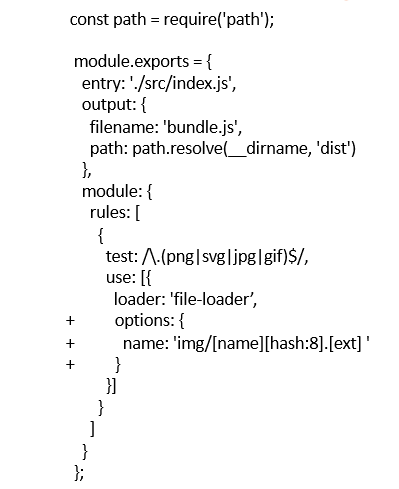 const path = require('path');
module.exports = {
entry: './src/index.js',
output: {
filename: 'bundle.js',
path: path.resolve(__dirname, 'dist')
},
module: {
rules: [
{
test: /\.(png|svg|jpg|gif)$/,
use: [{
loader: 'file-loader’,
+ options: {
+ name: 'img/[name][hash:8].[ext] '
+ }
}]
}
]
}
};